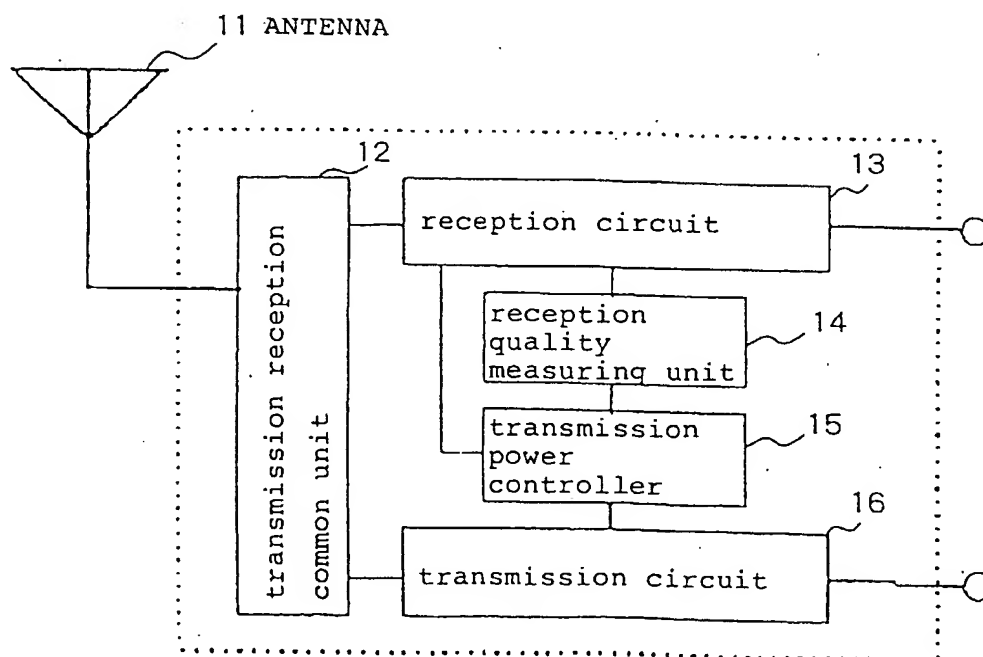 11 ANTENNA
12
13
reception circuit
transmission reception
common unit
reception
quality
measuring unit
14
transmission
power
controller
15
16
transmission circuit